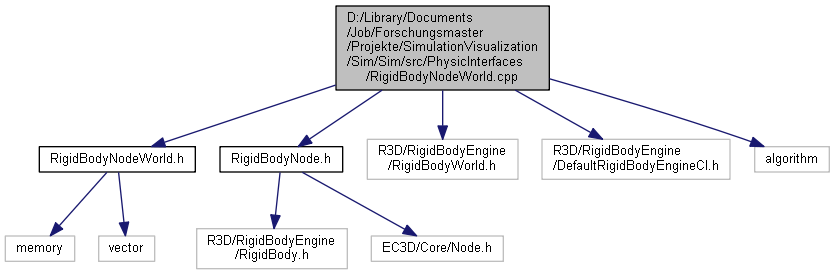 D:/Library/Documents
/Job/Forschungsmaster
/Projekte/SimulationVisualization
/Sim/Sim/src/PhysicInterfaces
/RigidBodyNodeWorld.cpp
RigidBodyNodeWorld.h
RigidBodyNode.h
R3D/RigidBodyEngine
/RigidBodyWorld.h
R3D/RigidBodyEngine
/DefaultRigidBodyEngineCI.h
algorithm
memory
vector
R3D/RigidBodyEngine
/RigidBody.h
EC3D/Core/Node.h